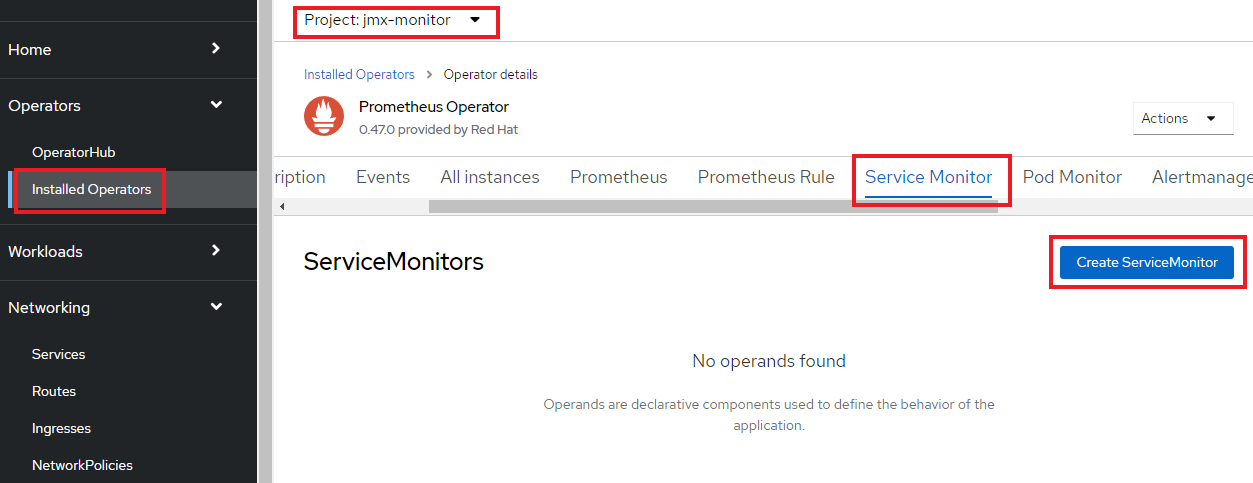 Project: jmx-monitor
Home
Operators
OperatorHub
Installed Operators
Workloads
Networking
Services
Routes
Ingresses
NetworkPolicies
Installed Operators > Operator details
Prometheus Operator
0.47.0 provided by Red Hat
Actions
ription Events All instances Prometheus Prometheus Rule Service Monitor Pod Monitor Alertmanage
ServiceMonitors
Create ServiceMonitor
No operands found
Operands are declarative components used to define the behavior of the
application.